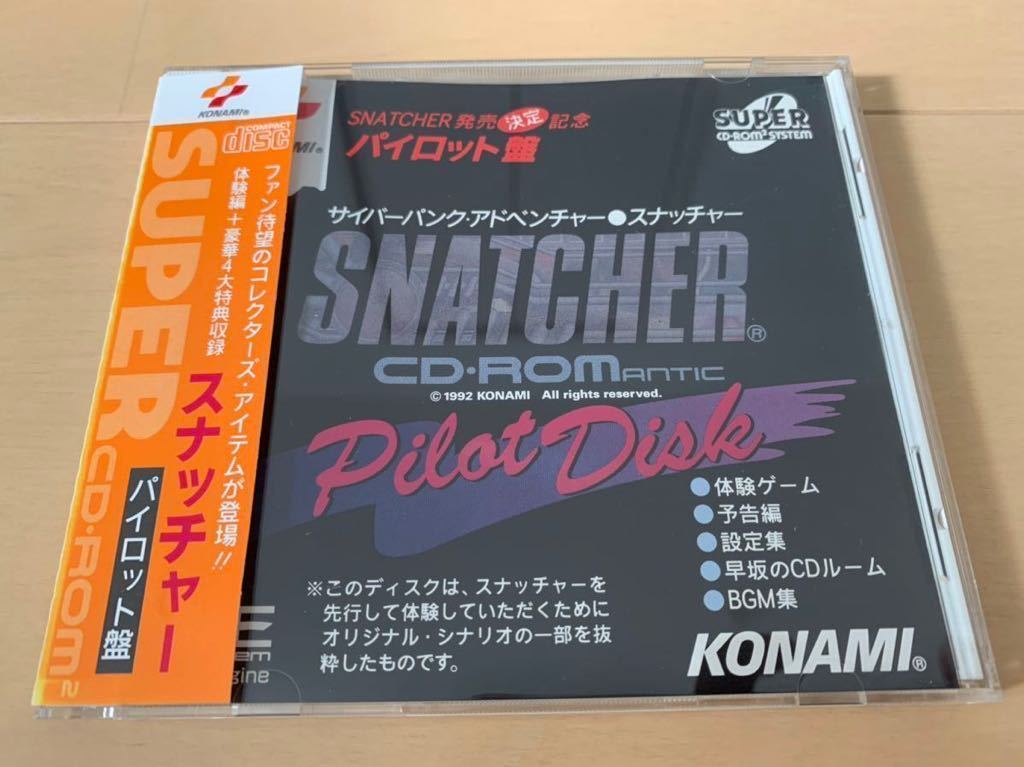 KONAMI®
COMPACT
disc
SUPER CD・ROM²
ファン待望のコレクターズ・アイテムが登場!!
体験編+豪華4大特典収録
スナッチャー
パイロット盤
MI®
SNATCHER 発売決定記念
パイロット盤
SUPER
CD-ROM² SYSTEM
サイバーパンク・アドベンチャー●スナッチャー
SNATCHER®
CD・ROMANTIC
© 1992 KONAMI All rights reserved.
Pilot Disk
●体験ゲーム
●予告編
●設定集
●早坂のCDルーム
●BGM集
※このディスクは、スナッチャーを
先行して体験していただくために
オリジナル・シナリオの一部を抜
粋したものです。
em
gine
KONAMI®